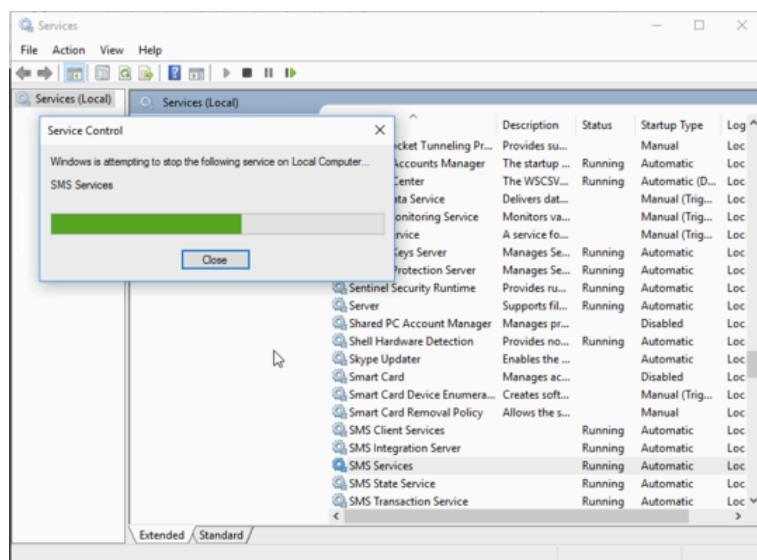 Services
File Action View Help
Services (Local)
Services (Local)
Service Control
Windows is attempting to stop the following service on Local Computer...
SMS Services
Close
Description Status Startup Type Log
cket Tunneling Pr... Provides su... Manual Loc
Accounts Manager The startup ... Running Automatic Loc
Center The WSCSV... Running Automatic (D... Loc
ta Service Delivers dat... Manual (Trig... Loc
onitoring Service Monitors va... Manual (Trig... Loc
rvice A service fo... Manual (Trig... Loc
Keys Server Manages Se... Running Automatic Loc
Protection Server Manages Se... Running Automatic Loc
Sentinel Security Runtime Provides ru... Running Automatic Loc
Server Supports fil... Running Automatic Loc
Shared PC Account Manager Manages pr... Disabled Loc
Shell Hardware Detection Provides no... Running Automatic Loc
Skype Updater Enables the ... Automatic Loc
Smart Card Manages ac... Disabled Loc
Smart Card Device Enumera... Creates soft... Manual (Trig... Loc
Smart Card Removal Policy Allows the s... Manual Loc
SMS Client Services Running Automatic Loc
SMS Integration Server Running Automatic Loc
SMS Services Running Automatic Loc
SMS State Service Running Automatic Loc
SMS Transaction Service Running Automatic Loc
Extended Standard